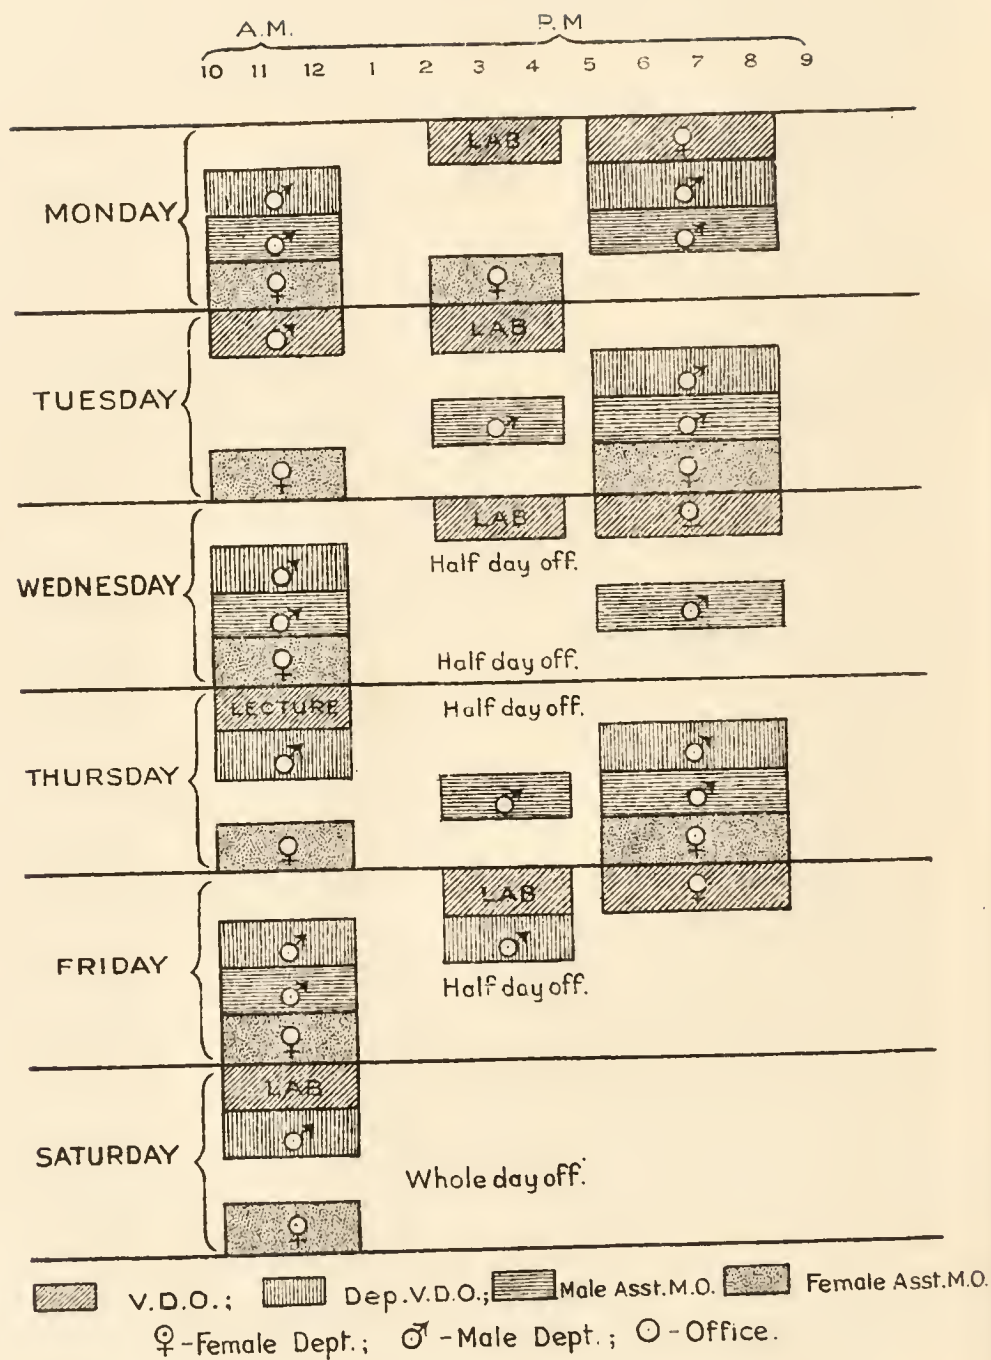 A.M. P.M
10 11 12 1 2 3 4 5 6 7 8 9
LAB
MONDAY
LAB
TUESDAY
LAB
Half day off.
WEDNESDAY
Half day off.
LECTURE Half day off.
THURSDAY
LAB
FRIDAY
Half day off.
LAB
SATURDAY
Whole day off.
V.D.O.; Dep.V.D.O.; Male Asst.M.O. Female Asst.M.O.
♀-Female Dept.; ♂-Male Dept.; ⊙-Office.